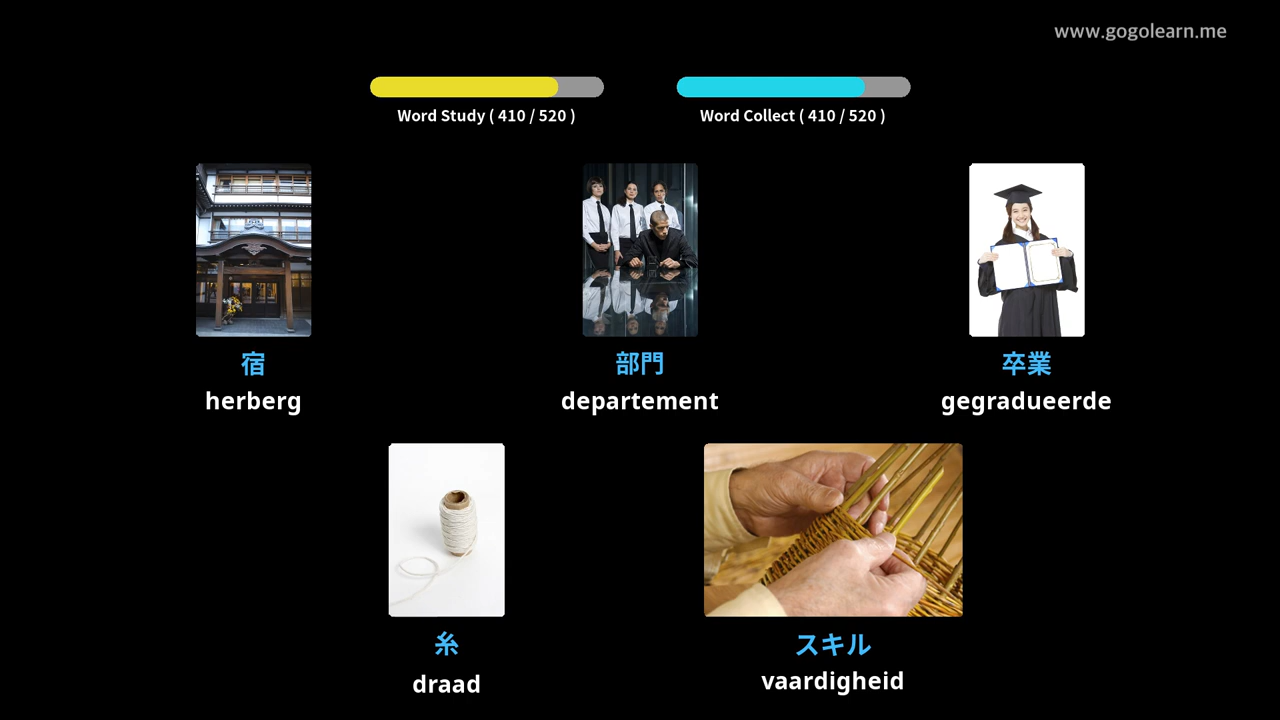 www.gogolearn.me
Word Study ( 410 / 520 )
Word Collect ( 410 / 520 )
宿
部門
卒業
herberg
departement
gegradueerde
糸
スキル
draad
vaardigheid